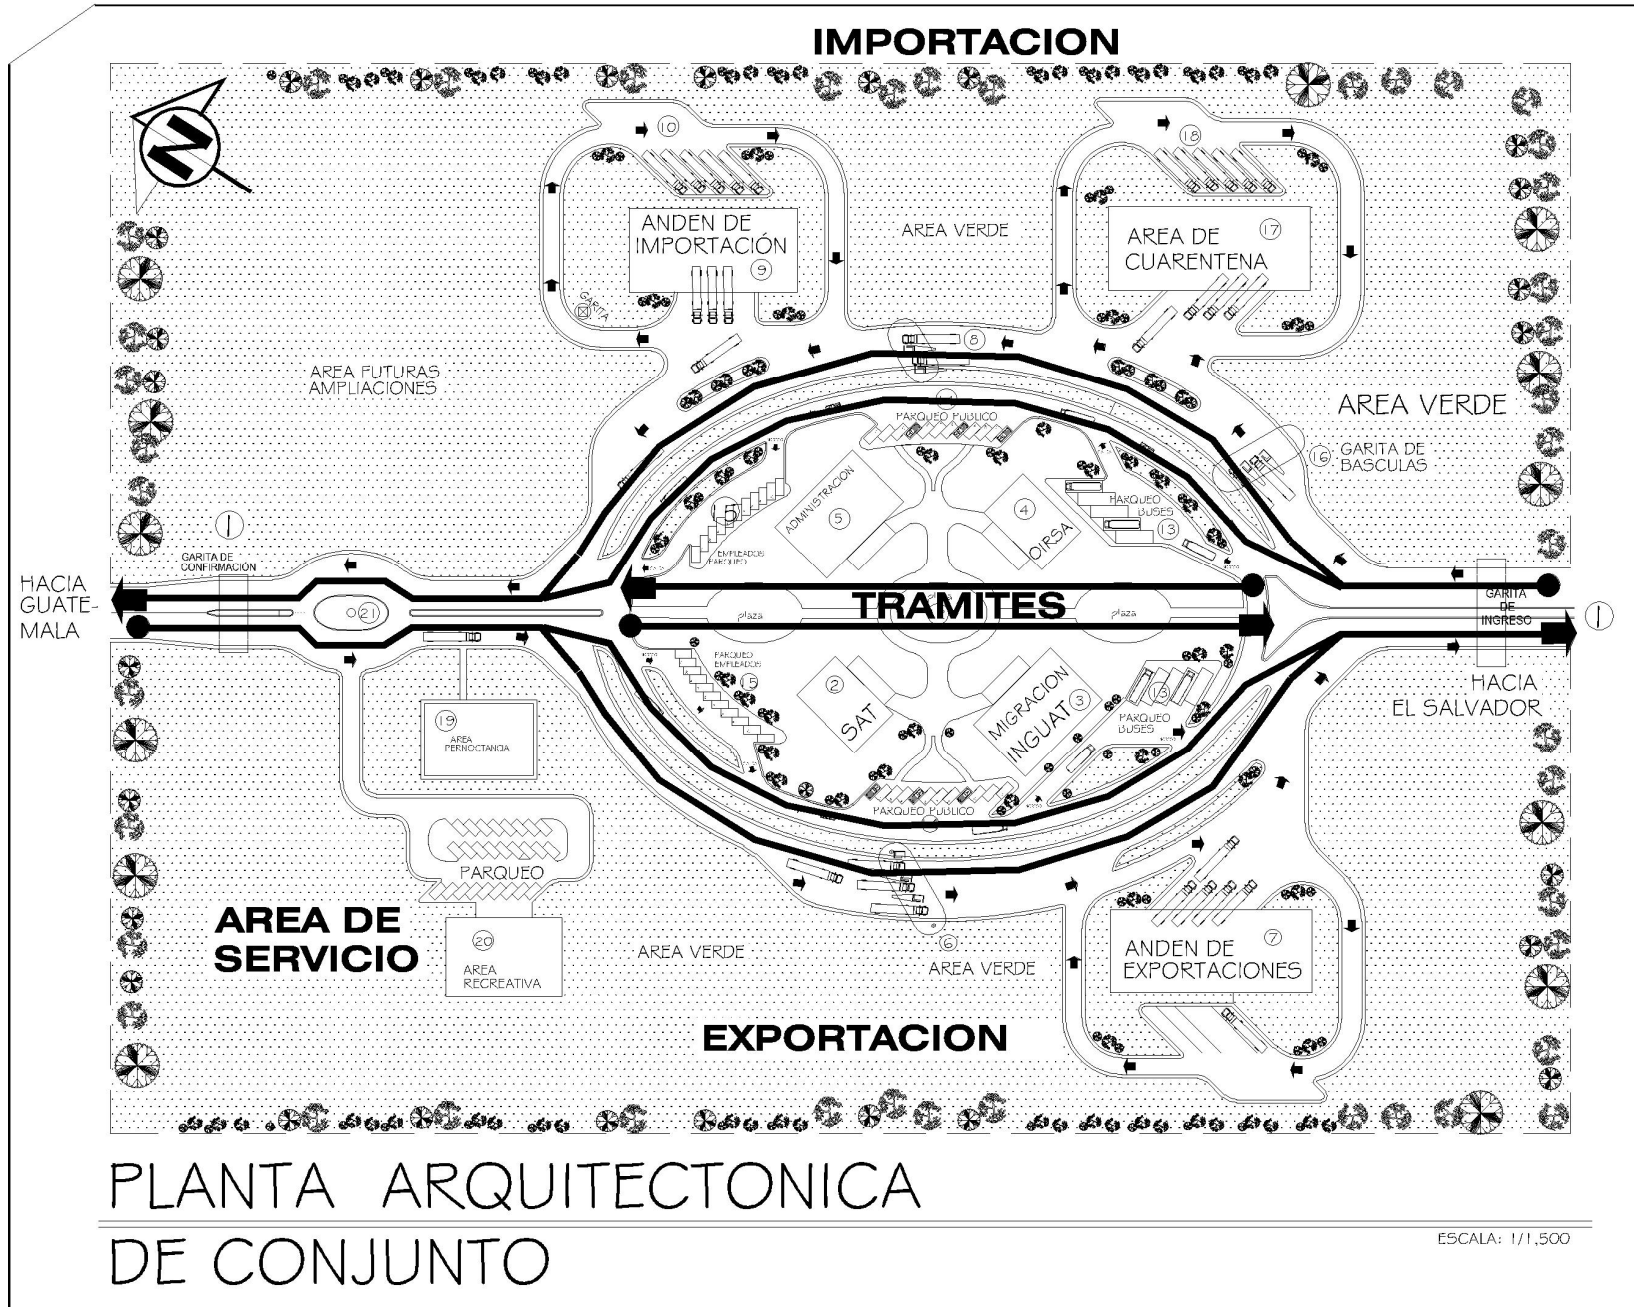 IMPORTACION
N
10
18
ANDEN DE
IMPORTACIÓN
9
AREA VERDE
AREA DE
CUARENTENA
17
GARITA
8
AREA FUTURAS
AMPLIACIONES
AREA VERDE
PARQUEO PUBLICO
16
GARITA DE
BASCULAS
ADMINISTRACION
5
4
OIRSA
PARQUEO
BUSES
13
1
GARITA DE
CONFIRMACIÓN
EMPLEADOS
PARQUEO
HACIA
GUATE-
MALA
21
plaza
TRAMITES
plaza
GARITA
DE
INGRESO
1
PARQUEO
EMPLEADOS
15
2
SAT
MIGRACION
INGUAT
3
13
PARQUEO
BUSES
HACIA
EL SALVADOR
19
AREA
PERNOCTANCIA
PARQUEO PUBLICO
PARQUEO
AREA DE
SERVICIO
20
AREA
RECREATIVA
AREA VERDE
6
AREA VERDE
ANDEN DE
EXPORTACIONES
7
EXPORTACION
PLANTA ARQUITECTONICA
DE CONJUNTO
ESCALA: 1/1,500